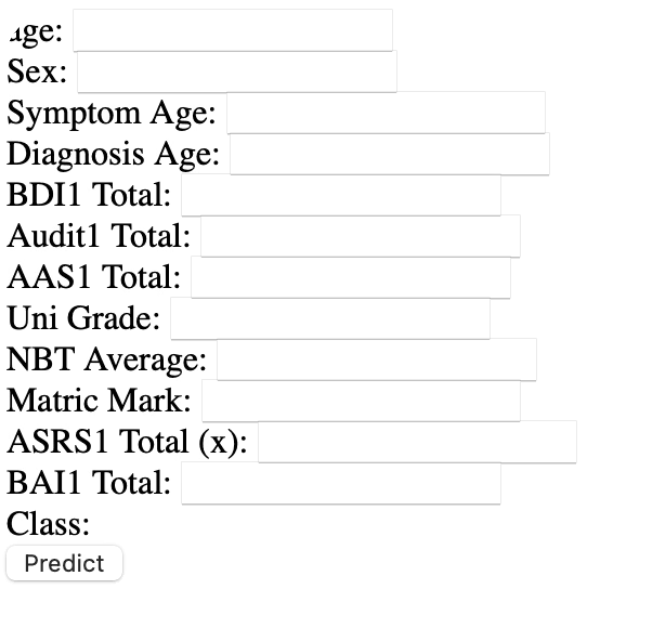 age:
Sex:
Symptom Age:
Diagnosis Age:
BDI1 Total:
Audit1 Total:
AAS1 Total:
Uni Grade:
NBT Average:
Matric Mark:
ASRS1 Total (x):
BAI1 Total:
Class:
Predict